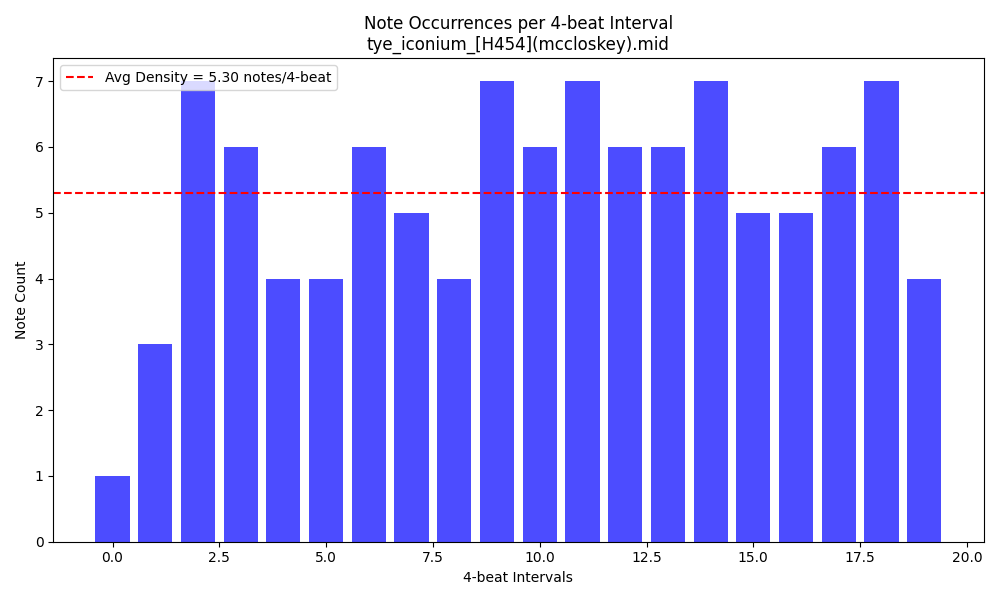 Note Occurrences per 4-beat Interval
tye_iconium_[H454](mccloskey).mid
Avg Density = 5.30 notes/4-beat
Note Count
7
6
5
4
3
2
1
0
0.0 2.5 5.0 7.5 10.0 12.5 15.0 17.5 20.0
4-beat Intervals